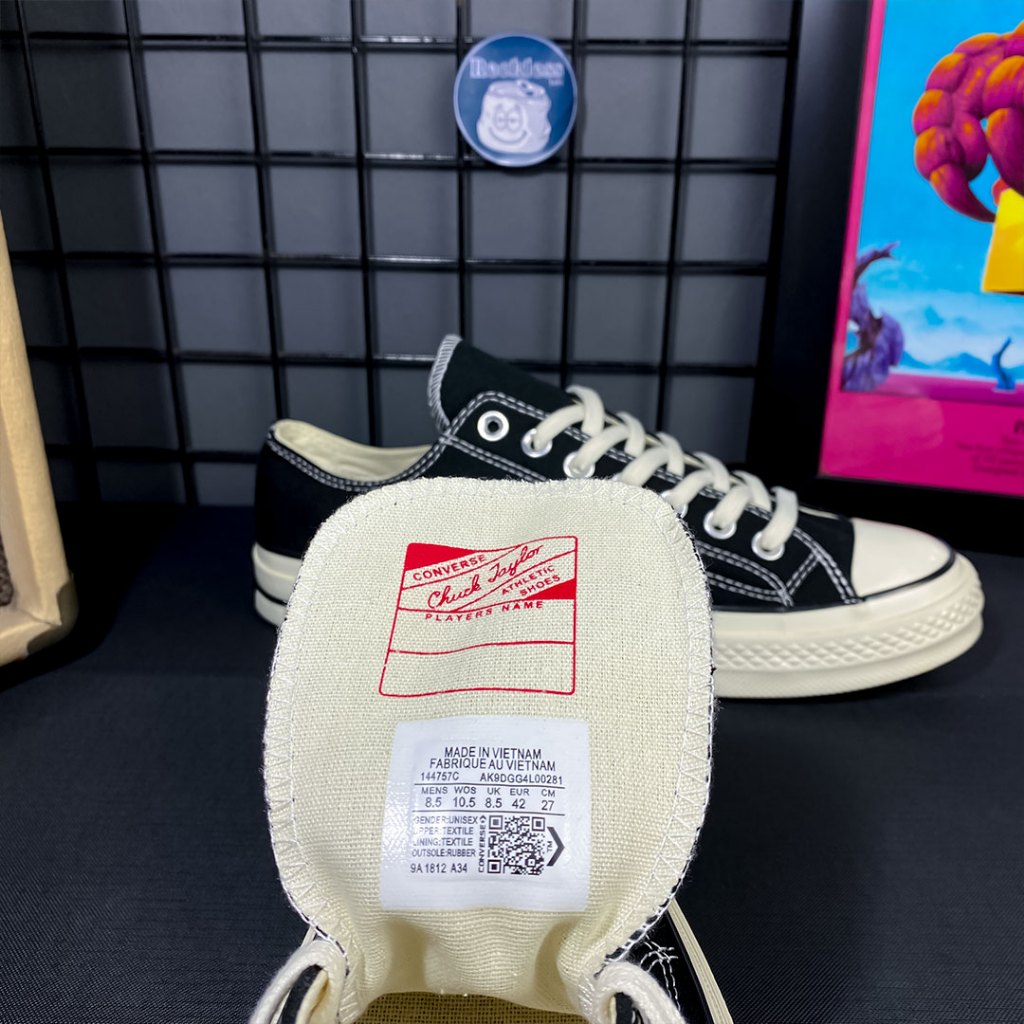 CONVERSE
Chuck Taylor
ATHLETIC
SHOES
PLAYERS NAME
MADE IN VIETNAM
FABRIQUE AU VIETNAM
144757C AK9DGG4L00281
MENS WOS UK EUR CM
8.5 10.5 8.5 42 27
GENDER:UNISEX
UPPER:TEXTILE
LINING:TEXTILE
OUTSOLE:RUBBER
9A 1812 A34
CONVERSE
TM